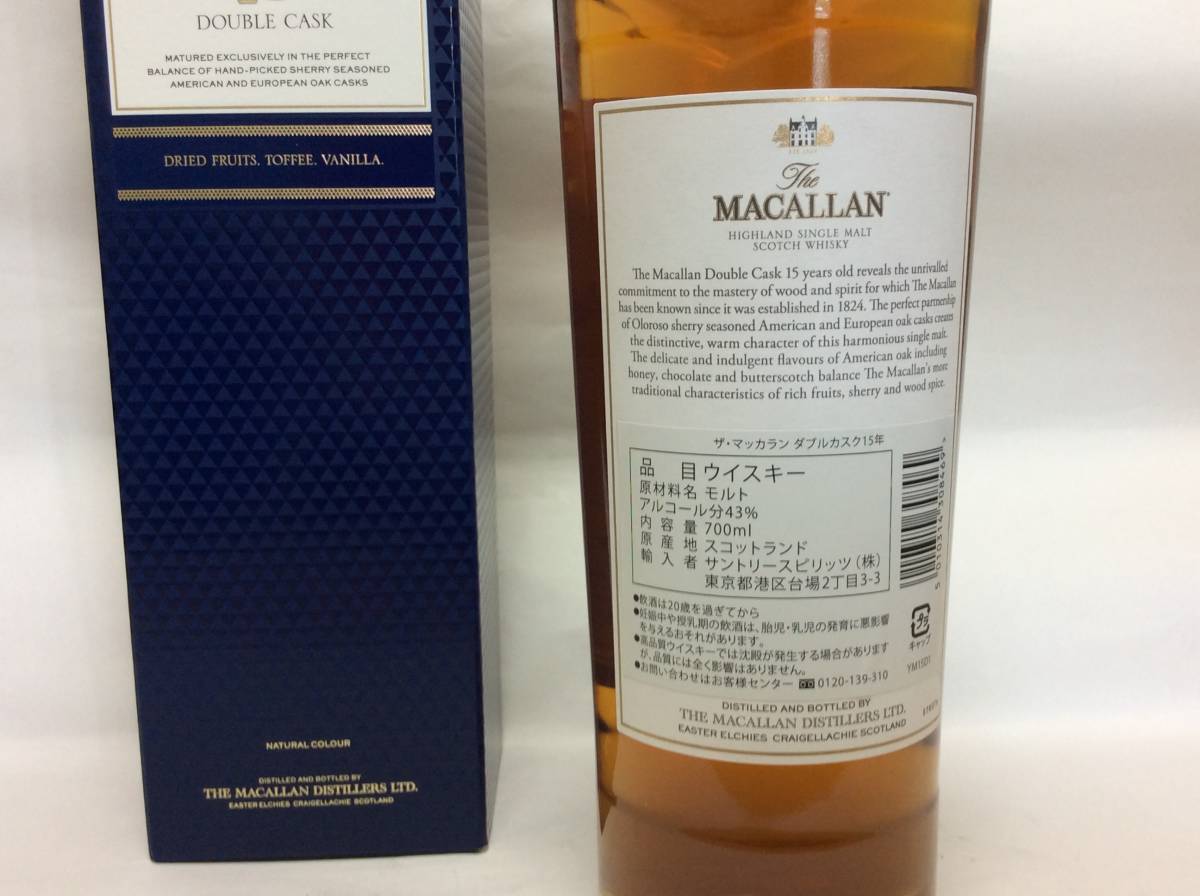 DOUBLE CASK
MATURED EXCLUSIVELY IN THE PERFECT
BALANCE OF HAND-PICKED SHERRY SEASONED
AMERICAN AND EUROPEAN OAK CASKS
DRIED FRUITS. TOFFEE. VANILLA.
NATURAL COLOUR
DISTILLED AND BOTTLED BY
THE MACALLAN DISTILLERS LTD.
EASTER ELCHIES CRAIGELLACHIE SCOTLAND
The
MACALLAN
HIGHLAND SINGLE MALT
SCOTCH WHISKY
The Macallan Double Cask 15 years old reveals the unrivalled
commitment to the mastery of wood and spirit for which The Macallan
has been known since it was established in 1824. The perfect partnership
of Oloroso sherry seasoned American and European oak casks creates
the distinctive, warm character of this harmonious single malt.
The delicate and indulgent flavours of American oak including
honey, chocolate and butterscotch balance The Macallan's more
traditional characteristics of rich fruits, sherry and wood spice.
ザ・マッカラン ダブルカスク15年
品目 ウイスキー
原材料名 モルト
アルコール分43%
内容量 700ml
原産地 スコットランド
輸入者 サントリースピリッツ(株)
東京都港区台場2丁目3-3
5 010314 308469 >
●飲酒は20歳を過ぎてから
●妊娠中や授乳期の飲酒は、胎児・乳児の発育に悪影響
を与えるおそれがあります。
●高品質ウイスキーでは沈殿が発生する場合があります
が、品質には全く影響はありません。
●お問い合わせはお客様センター 0120-139-310
プラ
キャップ
YM15D1
DISTILLED AND BOTTLED BY
THE MACALLAN DISTILLERS LTD.
EASTER ELCHIES CRAIGELLACHIE SCOTLAND